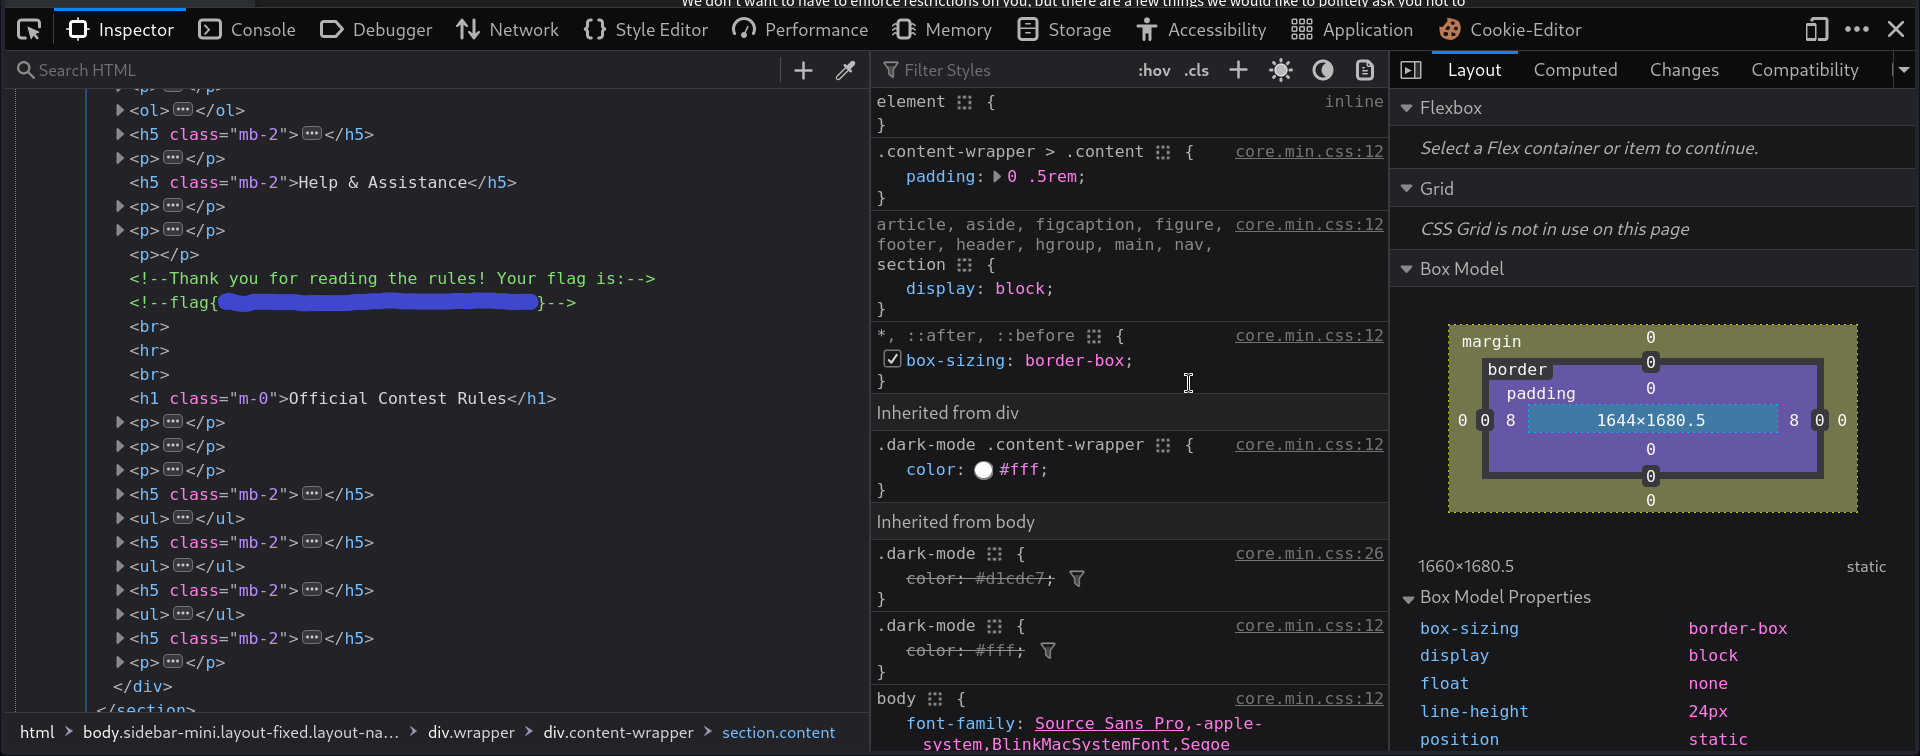 We don't want to have to enforce restrictions on you, but there are a few things we would like to politely ask you not to
Inspector Console Debugger Network Style Editor Performance Memory Storage Accessibility Application Cookie-Editor
Search HTML
<ol></ol>
<h5 class="mb-2"></h5>
<p></p>
<h5 class="mb-2">Help & Assistance</h5>
<p></p>
<p></p>
<p></p>
<!--Thank you for reading the rules! Your flag is:-->
<!--flag{ }-->
<br>
<hr>
<br>
<h1 class="m-0">Official Contest Rules</h1>
<p></p>
<p></p>
<p></p>
<h5 class="mb-2"></h5>
<ul></ul>
<h5 class="mb-2"></h5>
<ul></ul>
<h5 class="mb-2"></h5>
<ul></ul>
<h5 class="mb-2"></h5>
<p></p>
</div>
</section>
html > body.sidebar-mini.layout-fixed.layout-na... > div.wrapper > div.content-wrapper > section.content
Filter Styles :hov .cls
element { inline
}
.content-wrapper > .content { core.min.css:12
padding: 0 .5rem;
}
article, aside, figcaption, figure, core.min.css:12
footer, header, hgroup, main, nav,
section {
display: block;
}
*, ::after, ::before { core.min.css:12
box-sizing: border-box;
}
Inherited from div
.dark-mode .content-wrapper { core.min.css:12
color: #fff;
}
Inherited from body
.dark-mode { core.min.css:26
color: #d1cdc7;
}
.dark-mode { core.min.css:12
color: #fff;
}
body { core.min.css:12
font-family: Source Sans Pro,-apple-
system,BlinkMacSystemFont,Segoe
Layout Computed Changes Compatibility
Flexbox
Select a Flex container or item to continue.
Grid
CSS Grid is not in use on this page
Box Model
margin 0
border 0
padding 0
0 0 8 1644×1680.5 8 0 0
0
0
0
1660×1680.5 static
Box Model Properties
box-sizing border-box
display block
float none
line-height 24px
position static